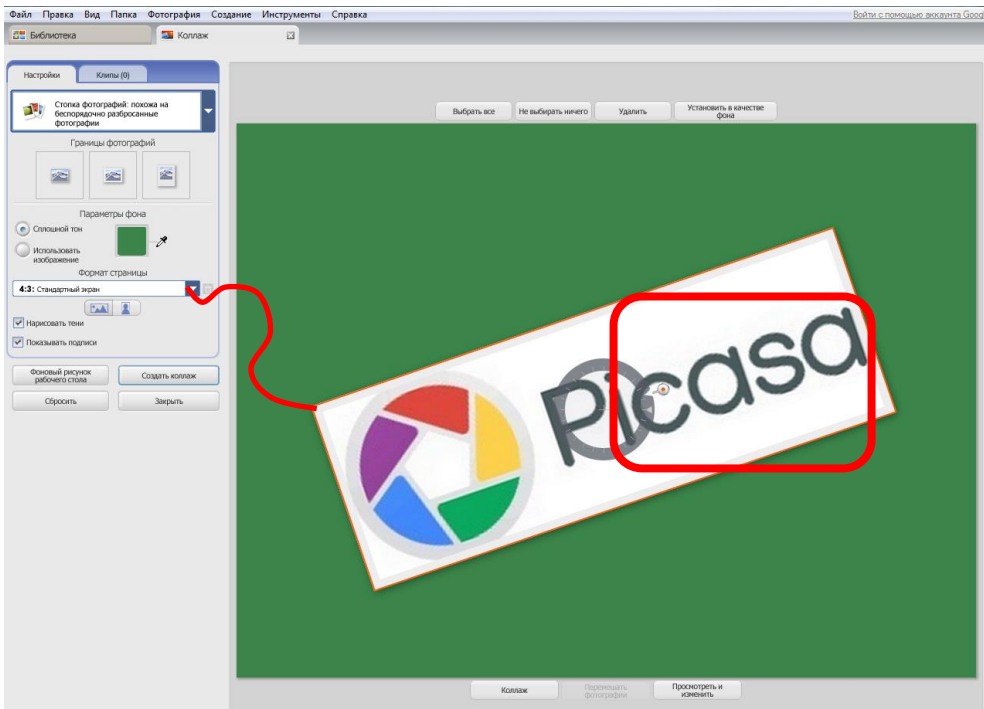 Файл Правка Вид Папка Фотография Создание Инструменты Справка
Войти с помощью аккаунта Goog
Библиотека
Коллаж
Настройки
Клипы (0)
Стопка фотографий: похожа на
беспорядочно разбросанные
фотографии
Границы фотографий
Параметры фона
Сплошной тон
Использовать
изображение
Формат страницы
4:3: Стандартный экран
Нарисовать тени
Показывать подписи
Фоновый рисунок
рабочего стола
Создать коллаж
Сбросить
Закрыть
Выбрать все
Не выбирать ничего
Удалить
Установить в качестве
фона
Picasa
Коллаж
Перемешать
фотографии
Просмотреть и
изменить